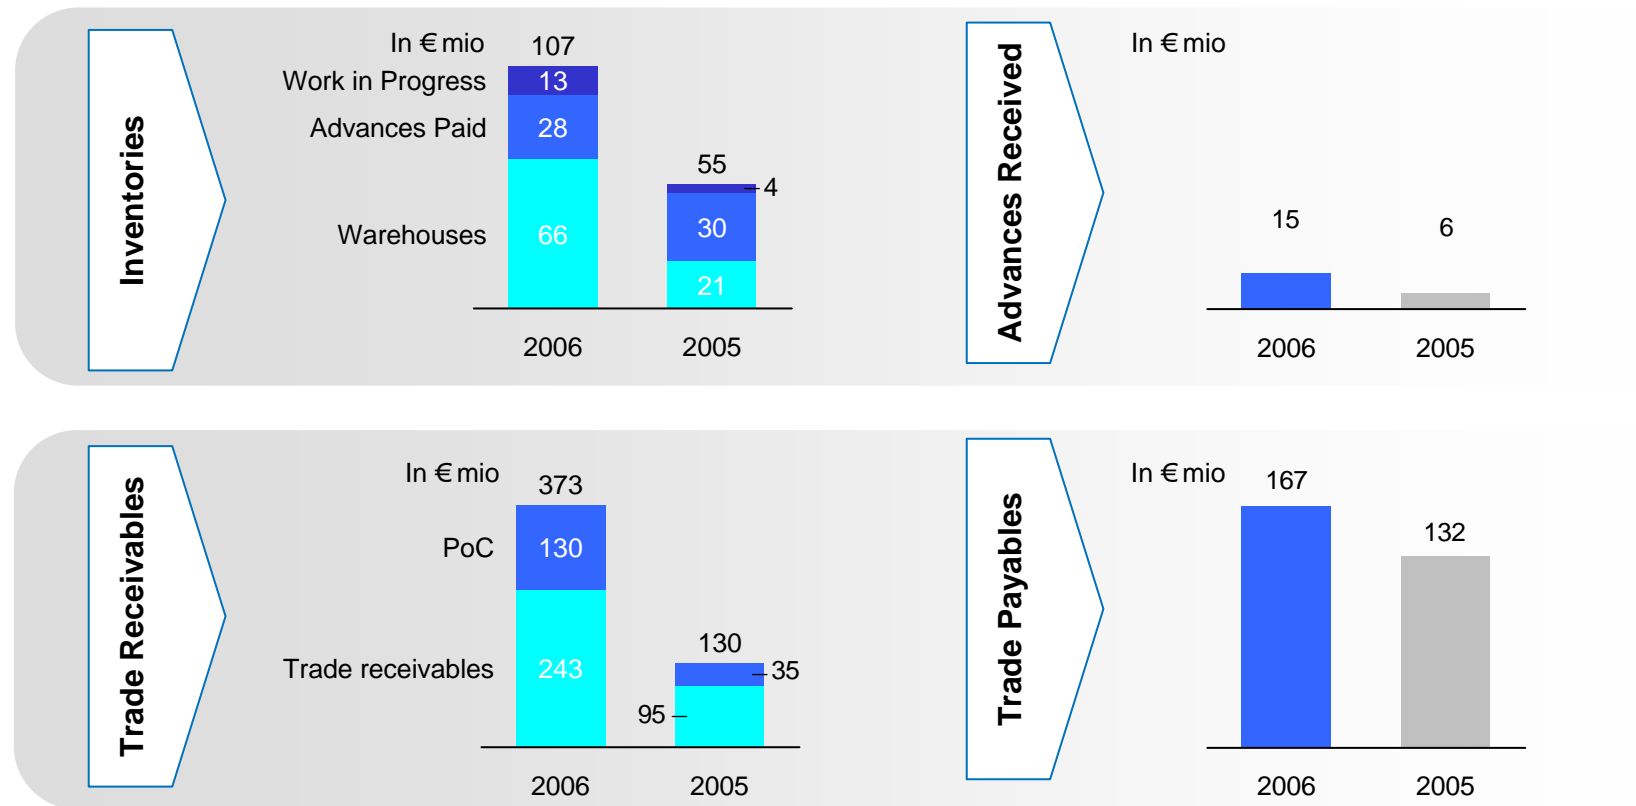 Inventories
In € mio
107
Work in Progress
13
Advances Paid
28
55
4
Warehouses
66
30
21
2006
2005
Advances Received
In € mio
15
6
2006
2005
Trade Receivables
In € mio
373
PoC
130
130
35
Trade receivables
243
95
2006
2005
Trade Payables
In € mio
167
132
2006
2005